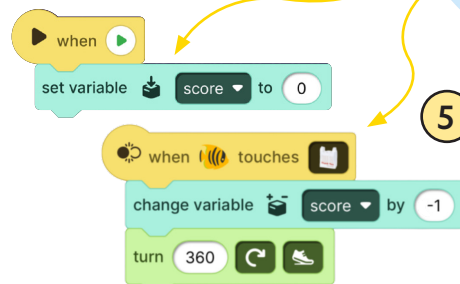 when
set variable score to 0
5
when touches
change variable score by -1
turn 360